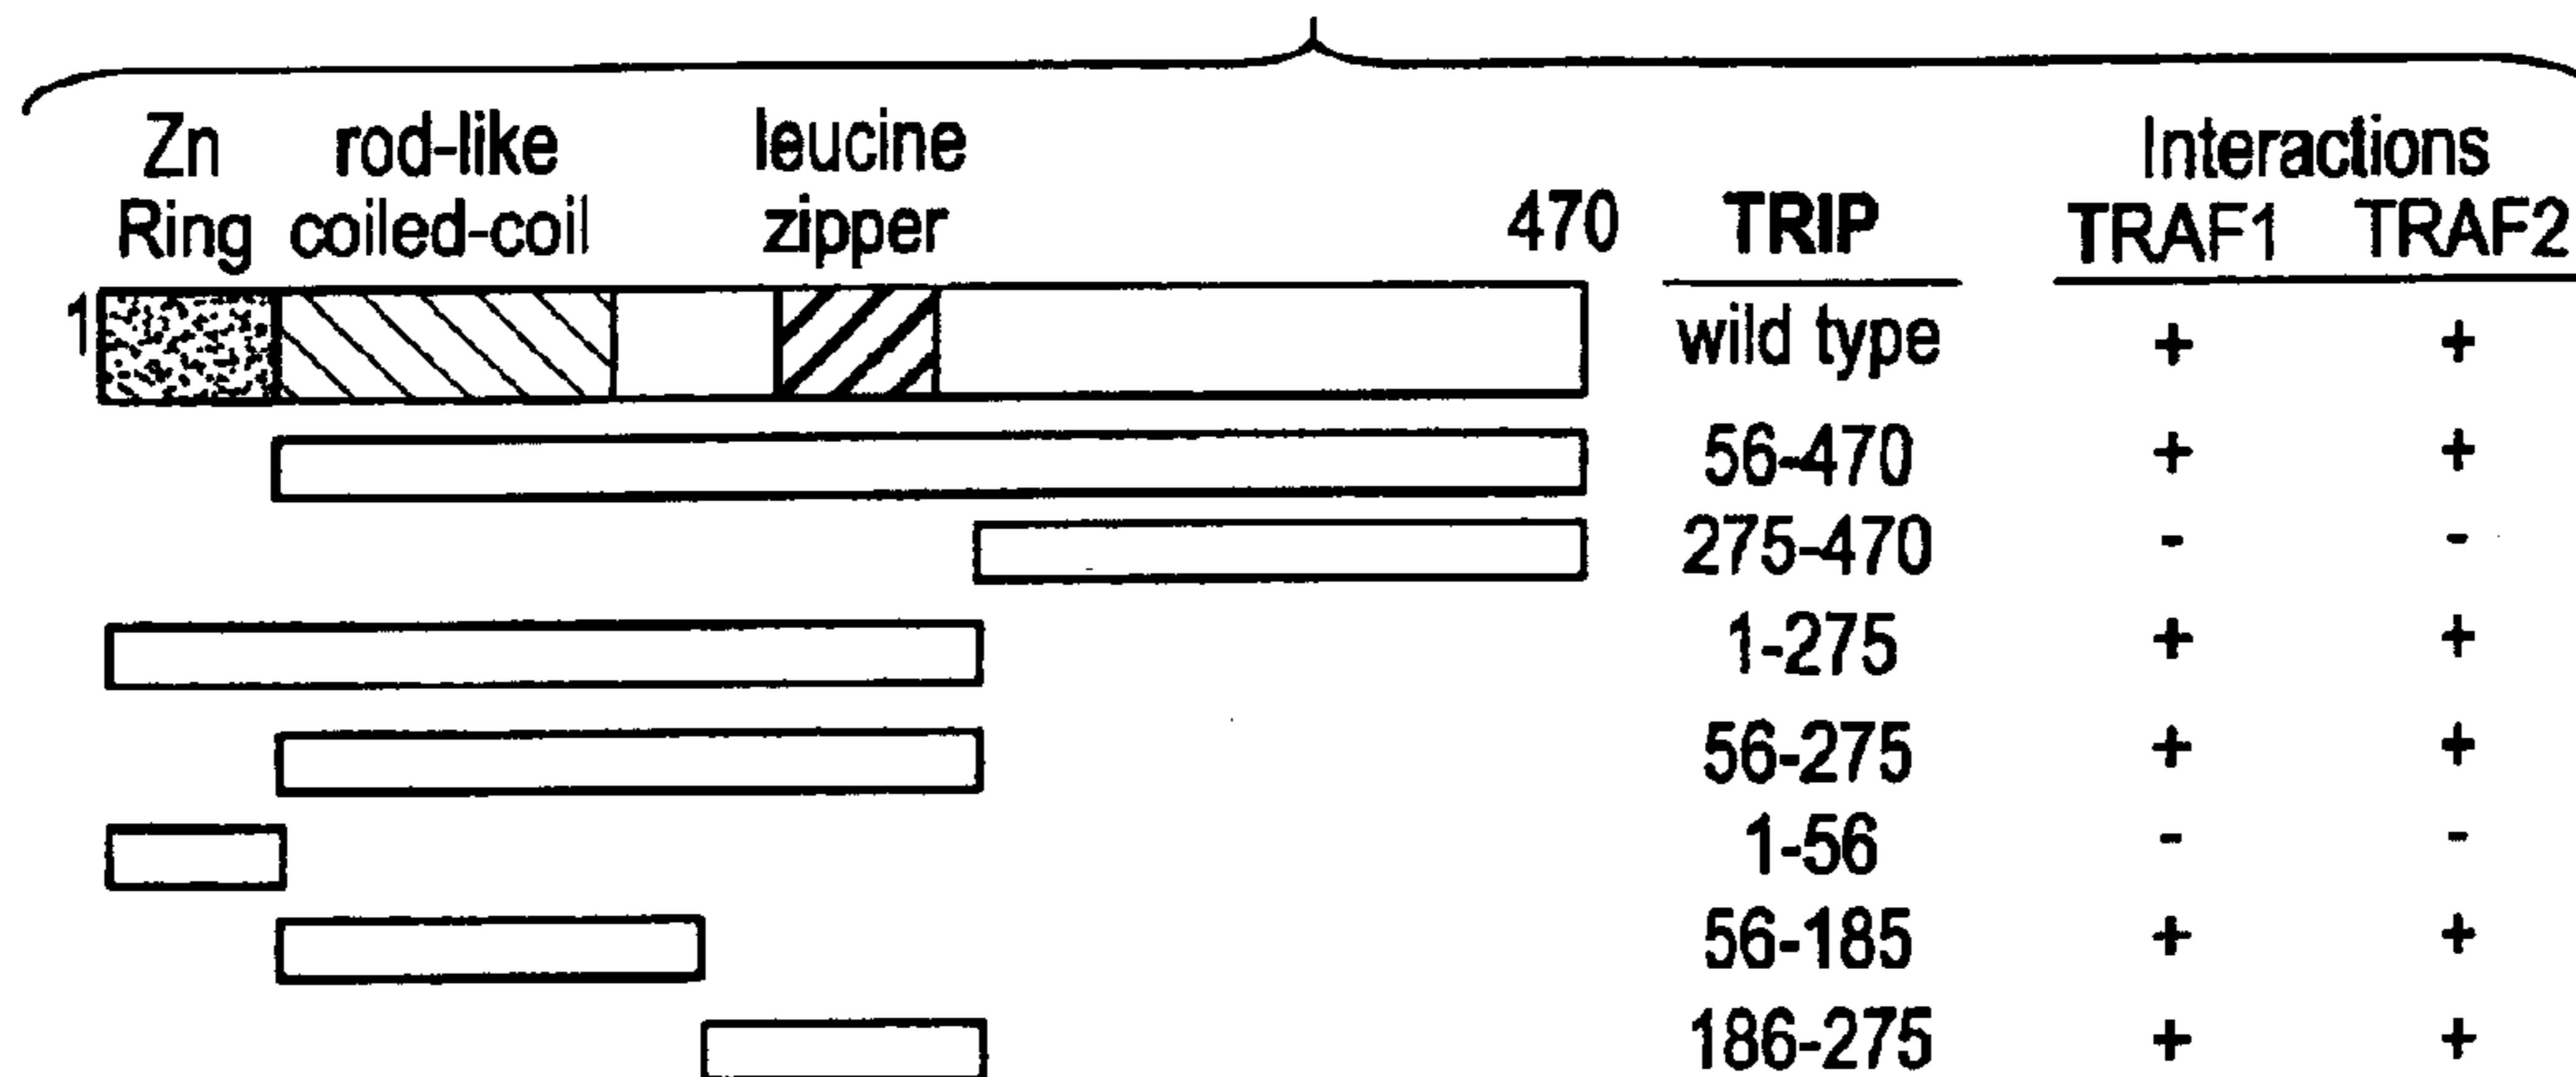 Zn rod-like leucine Interactions
Ring coiled-coil zipper 470 TRIP TRAF1 TRAF2
1 wild type + +
56-470 + +
275-470 - -
1-275 + +
56-275 + +
1-56 - -
56-185 + +
186-275 + +